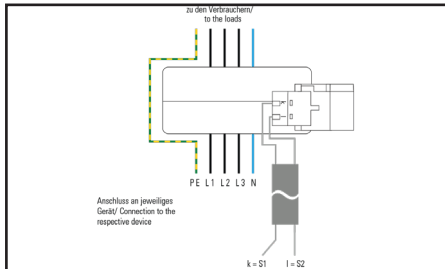 zu den Verbrauchern/
to the loads
PE L1 L2 L3 N
Anschluss an jeweiliges
Gerät/ Connection to the
respective device
k = S1 l = S2